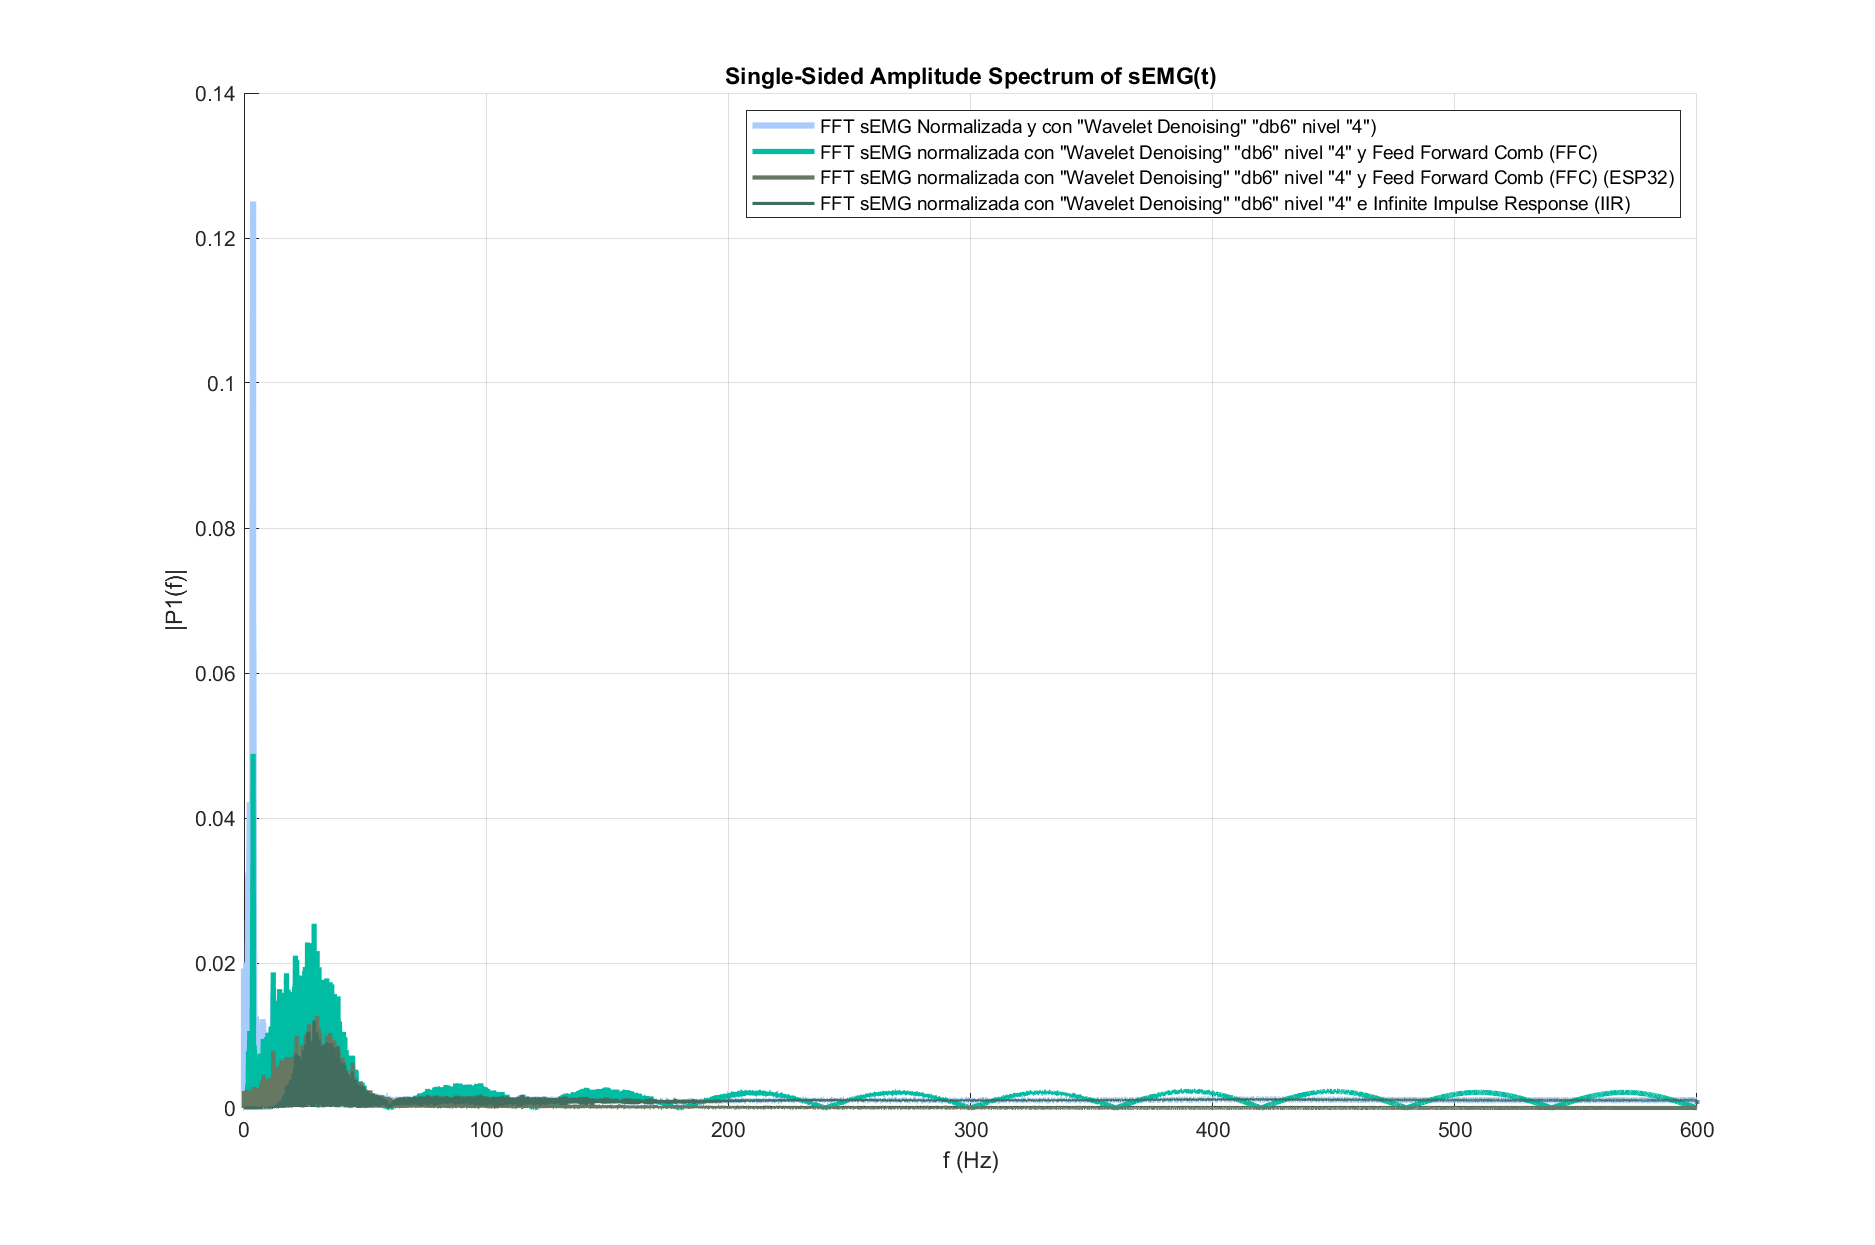 Single-Sided Amplitude Spectrum of sEMG(t)
0.14
0.12
0.1
0.08
0.06
0.04
0.02
0
|P1(f)|
FFT sEMG Normalizada y con "Wavelet Denoising" "db6" nivel "4")
FFT sEMG normalizada con "Wavelet Denoising" "db6" nivel "4" y Feed Forward Comb (FFC)
FFT sEMG normalizada con "Wavelet Denoising" "db6" nivel "4" y Feed Forward Comb (FFC) (ESP32)
FFT sEMG normalizada con "Wavelet Denoising" "db6" nivel "4" e Infinite Impulse Response (IIR)
0 100 200 300 400 500 600
f (Hz)